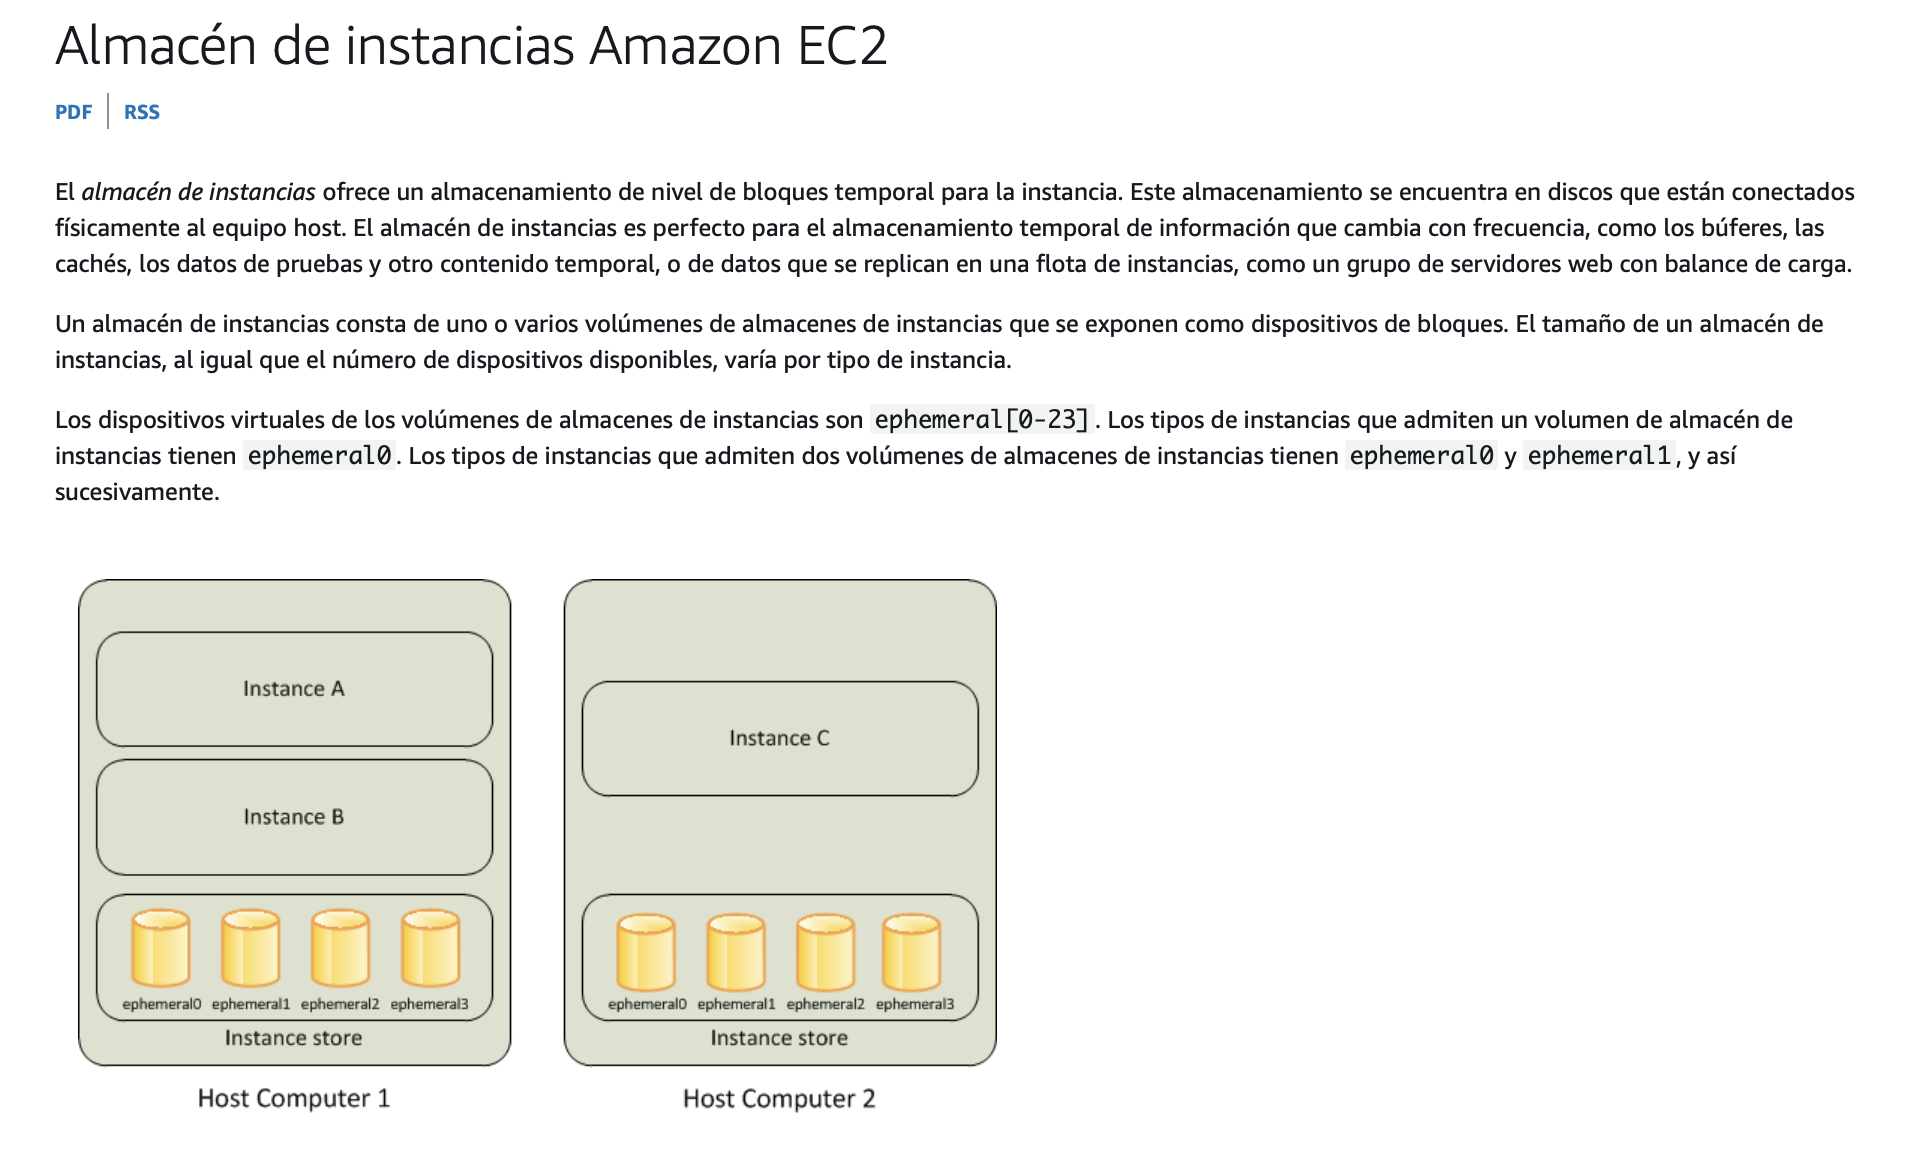 Almacén de instancias Amazon EC2
PDF | RSS
El almacén de instancias ofrece un almacenamiento de nivel de bloques temporal para la instancia. Este almacenamiento se encuentra en discos que están conectados
físicamente al equipo host. El almacén de instancias es perfecto para el almacenamiento temporal de información que cambia con frecuencia, como los búferes, las
cachés, los datos de pruebas y otro contenido temporal, o de datos que se replican en una flota de instancias, como un grupo de servidores web con balance de carga.
Un almacén de instancias consta de uno o varios volúmenes de almacenes de instancias que se exponen como dispositivos de bloques. El tamaño de un almacén de
instancias, al igual que el número de dispositivos disponibles, varía por tipo de instancia.
Los dispositivos virtuales de los volúmenes de almacenes de instancias son ephemeral[0-23]. Los tipos de instancias que admiten un volumen de almacén de
instancias tienen ephemeral0. Los tipos de instancias que admiten dos volúmenes de almacenes de instancias tienen ephemeral0 y ephemeral1, y así
sucesivamente.
Instance A
Instance B
ephemeral0 ephemeral1 ephemeral2 ephemeral3
Instance store
Host Computer 1
Instance C
ephemeral0 ephemeral1 ephemeral2 ephemeral3
Instance store
Host Computer 2